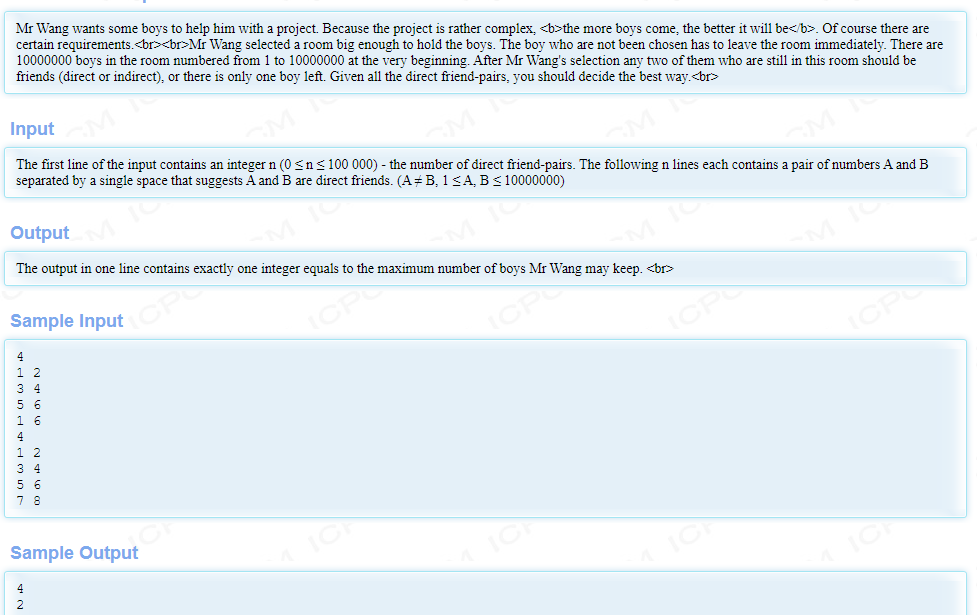 Mr Wang wants some boys to help him with a project. Because the project is rather complex, <b>the more boys come, the better it will be</b>. Of course there are
certain requirements.<br><br>Mr Wang selected a room big enough to hold the boys. The boy who are not been chosen has to leave the room immediately. There are
10000000 boys in the room numbered from 1 to 10000000 at the very beginning. After Mr Wang's selection any two of them who are still in this room should be
friends (direct or indirect), or there is only one boy left. Given all the direct friend-pairs, you should decide the best way.<br>
Input
The first line of the input contains an integer n (0 ≤ n ≤ 100 000) - the number of direct friend-pairs. The following n lines each contains a pair of numbers A and B
separated by a single space that suggests A and B are direct friends. (A ≠ B, 1 ≤ A, B ≤ 10000000)
Output
The output in one line contains exactly one integer equals to the maximum number of boys Mr Wang may keep. <br>
Sample Input
4
1 2
3 4
5 6
1 6
4
1 2
3 4
5 6
7 8
Sample Output
4
2